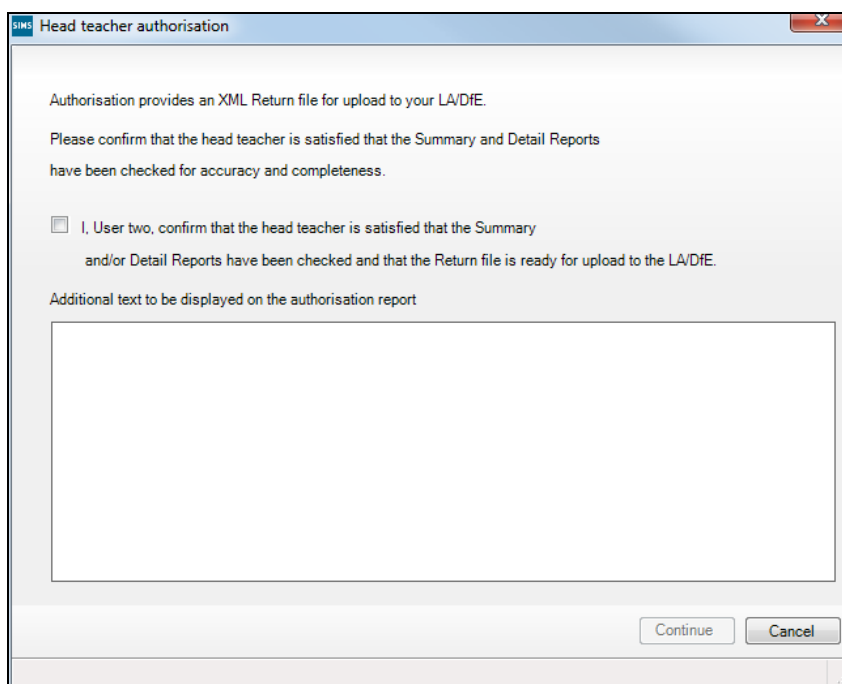 SIMS Head teacher authorisation
Authorisation provides an XML Return file for upload to your LA/DfE.
Please confirm that the head teacher is satisfied that the Summary and Detail Reports
have been checked for accuracy and completeness.
I, User two, confirm that the head teacher is satisfied that the Summary
and/or Detail Reports have been checked and that the Return file is ready for upload to the LA/DfE.
Additional text to be displayed on the authorisation report
Continue Cancel